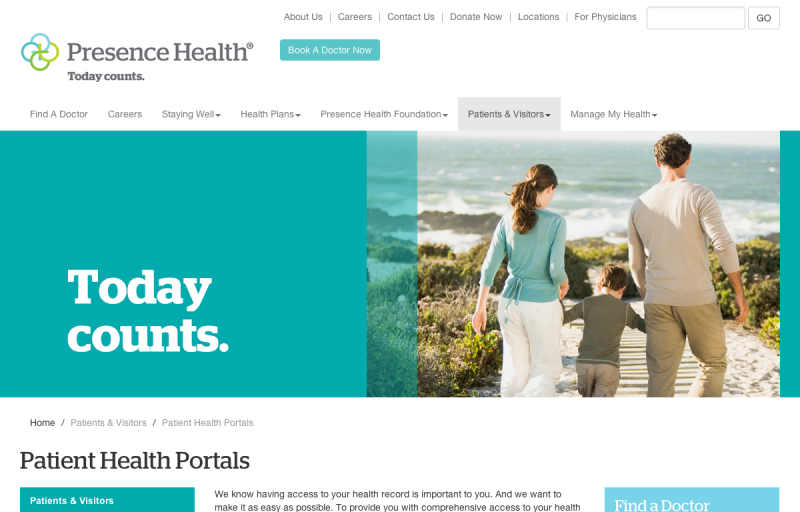 About Us | Careers | Contact Us | Donate Now | Locations | For Physicians
GO
Presence Health®
Today counts.
Book A Doctor Now
Find A Doctor Careers Staying Well Health Plans Presence Health Foundation Patients & Visitors Manage My Health
Today
counts.
Home / Patients & Visitors / Patient Health Portals
Patient Health Portals
Patients & Visitors
We know having access to your health record is important to you. And we want to
make it as easy as possible. To provide you with comprehensive access to your health
Find a Doctor